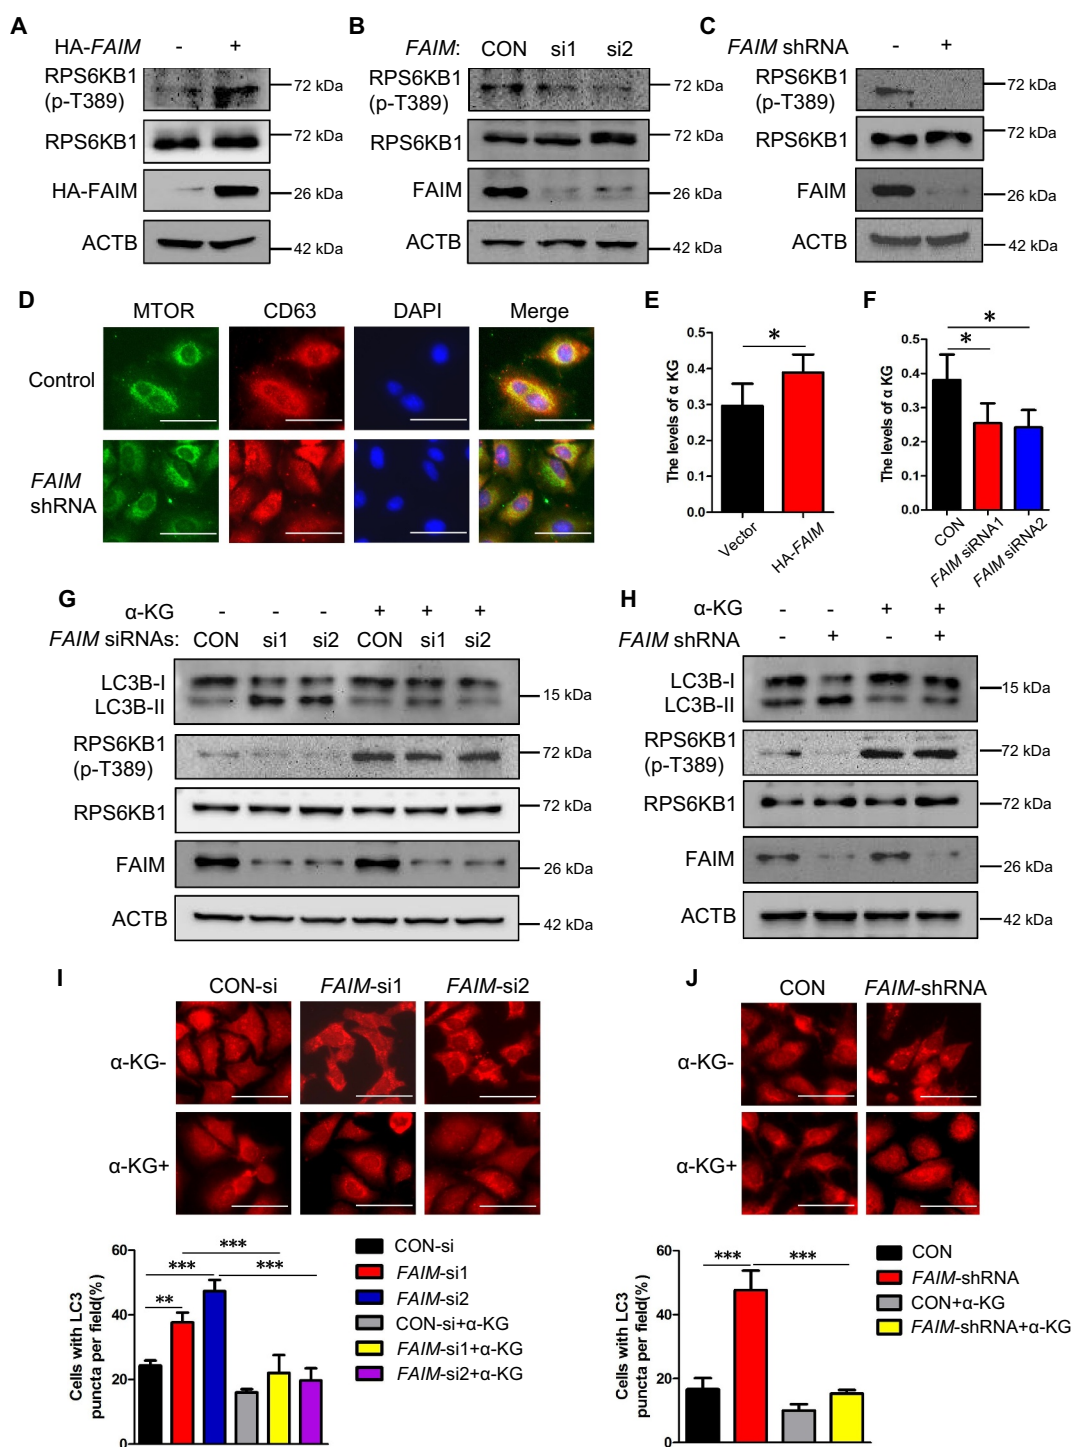 A
HA-FAIM - +
RPS6KB1
(p-T389)
72 kDa
RPS6KB1
72 kDa
HA-FAIM
26 kDa
ACTB
42 kDa
B
FAIM: CON si1 si2
RPS6KB1
(p-T389)
72 kDa
RPS6KB1
72 kDa
FAIM
26 kDa
ACTB
42 kDa
C
FAIM shRNA - +
RPS6KB1
(p-T389)
72 kDa
RPS6KB1
72 kDa
FAIM
26 kDa
ACTB
42 kDa
D
MTOR CD63 DAPI Merge
Control
FAIM
shRNA
E
The levels of α KG
0.5
0.4
0.3
0.2
0.1
0.0
*
Vector
HA-FAIM
F
The levels of α KG
0.5
0.4
0.3
0.2
0.1
0.0
*
*
CON
FAIM siRNA1
FAIM siRNA2
G
α-KG - - - + + +
FAIM siRNAs: CON si1 si2 CON si1 si2
LC3B-I
LC3B-II
15 kDa
RPS6KB1
(p-T389)
72 kDa
RPS6KB1
72 kDa
FAIM
26 kDa
ACTB
42 kDa
H
α-KG - - + +
FAIM shRNA - + - +
LC3B-I
LC3B-II
15 kDa
RPS6KB1
(p-T389)
72 kDa
RPS6KB1
72 kDa
FAIM
26 kDa
ACTB
42 kDa
I
CON-si FAIM-si1 FAIM-si2
α-KG-
α-KG+
Cells with LC3
puncta per field(%)
60
40
20
0
***
***
***
**
CON-si
FAIM-si1
FAIM-si2
CON-si+α-KG
FAIM-si1+α-KG
FAIM-si2+α-KG
J
CON FAIM-shRNA
α-KG-
α-KG+
Cells with LC3
puncta per field(%)
60
40
20
0
***
***
CON
FAIM-shRNA
CON+α-KG
FAIM-shRNA+α-KG